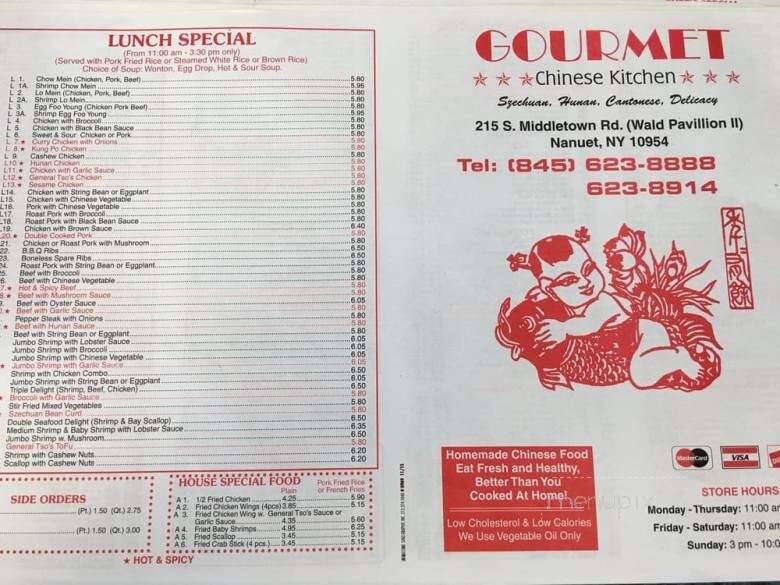 LUNCH SPECIAL
(From 11:00 am - 3:30 pm only)
(Served with Pork Fried Rice or Steamed White Rice or Brown Rice)
Choice of Soup: Wonton, Egg Drop, Hot & Sour Soup.
L 1. Chow Mein (Chicken, Pork, Beef) 5.80
L 1A. Shrimp Chow Mein 5.95
L 2. Lo Mein (Chicken, Pork, Beef) 5.80
L 2A. Shrimp Lo Mein 5.95
L 3. Egg Foo Young (Chicken Pork Beef) 5.80
L 3A. Shrimp Egg Foo Young 5.95
L 4. Chicken with Broccoli 5.80
L 5. Chicken with Black Bean Sauce 5.80
L 6. Sweet & Sour Chicken or Pork 5.80
L 7.★ Curry Chicken with Onions 5.80
L 8.★ Kung Po Chicken 5.80
L 9. Cashew Chicken 5.80
L10.★ Hunan Chicken 5.80
L11.★ Chicken with Garlic Sauce 5.80
L12.★ General Tso's Chicken 5.80
L13.★ Sesame Chicken 5.80
L14. Chicken with String Bean or Eggplant 5.80
L15. Chicken with Chinese Vegetable 5.80
L16. Pork with Chinese Vegetable 5.80
L17. Roast Pork with Broccoli 5.80
L18. Roast Pork with Black Bean Sauce 5.80
L19. Chicken with Brown Sauce 6.40
L20.★ Double Cooked Pork 5.80
21. Chicken or Roast Pork with Mushroom 5.80
22. B.B.Q Ribs 6.50
23. Boneless Spare Ribs 6.50
24. Roast Pork with String Bean or Eggplant 5.80
25. Beef with Broccoli 5.80
26. Beef with Chinese Vegetable 5.80
7.★ Hot & Spicy Beef 5.80
8.★ Beef with Mushroom Sauce 5.80
9. Beef with Oyster Sauce 6.05
0.★ Beef with Garlic Sauce 5.80
Pepper Steak with Onions 5.80
★ Beef with Hunan Sauce 5.80
Beef with String Bean or Eggplant 5.80
Jumbo Shrimp with Lobster Sauce 6.05
Jumbo Shrimp with Broccoli 6.05
Jumbo Shrimp with Chinese Vegetable 6.05
★ Jumbo Shrimp with Garlic Sauce 6.05
Shrimp with Chicken Combo 6.50
Jumbo Shrimp with String Bean or Eggplant 6.05
Triple Delight (Shrimp, Beef, Chicken) 6.50
★ Broccoli with Garlic Sauce 5.80
Stir Fried Mixed Vegetables 5.80
★ Szechuan Bean Curd 5.80
Double Seafood Delight (Shrimp & Bay Scallop) 6.50
Medium Shrimp & Baby Shrimp with Lobster Sauce 6.35
Jumbo Shrimp w. Mushroom 6.50
General Tso's ToFu 5.80
Shrimp with Cashew Nuts 6.20
Scallop with Cashew Nuts 6.20
SIDE ORDERS
(Pt.) 1.50 (Qt.) 2.75
(Pt.) 1.50 (Qt.) 3.00
HOUSE SPECIAL FOOD
Plain Pork Fried Rice
or French Fries
A 1. 1/2 Fried Chicken 4.25 5.90
A 2. Fried Chicken Wings (4pcs) 3.85 5.15
A 3. Fried Chicken Wing w. General Tso's Sauce or
Garlic Sauce 4.35 5.60
A 4. Fried Baby Shrimps 4.95 6.25
A 5. Fried Scallop 3.45 5.15
A 6. Fried Crab Stick (4 pcs.) 3.45 5.15
★ HOT & SPICY
GOURMET
Chinese Kitchen
Szechuan, Hunan, Cantonese, Delicacy
215 S. Middletown Rd. (Wald Pavillion II)
Nanuet, NY 10954
Tel: (845) 623-8888
623-8914
Homemade Chinese Food
Eat Fresh and Healthy,
Better Than You
Cooked At Home!
Low Cholesterol & Low Calories
We Use Vegetable Oil Only
menupix
MasterCard VISA
STORE HOURS
Monday - Thursday: 11:00 am
Friday - Saturday: 11:00 am
Sunday: 3 pm - 10:0